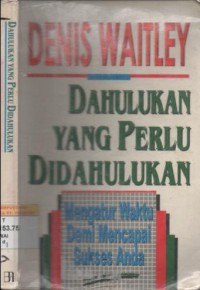 DENIS WAITLEY
DAHULUKAN
YANG PERLU
DIDAHULUKAN
Mengatur Waktu
Demi Mencapai
Sukses Anda
DAHULUKAN YANG PERLU DIDAHULUKAN